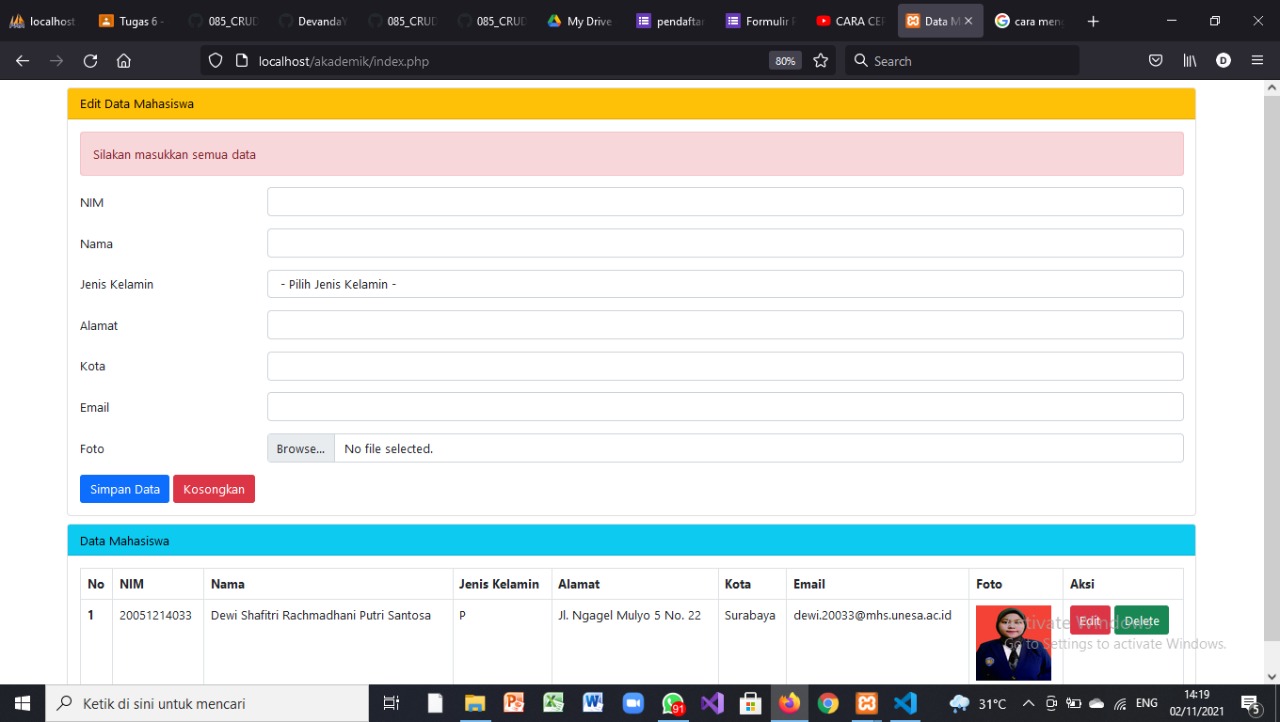 localhost
Tugas 6 -
085_CRUD
DevandaY
085_CRUD
085_CRUD
My Drive
pendaftar
Formulir P
CARA CEP
Data M
cara men
localhost/akademik/index.php
80%
Search
D
Edit Data Mahasiswa
Silakan masukkan semua data
NIM
Nama
Jenis Kelamin
- Pilih Jenis Kelamin -
Alamat
Kota
Email
Foto
Browse... No file selected.
Simpan Data Kosongkan
Data Mahasiswa
No NIM Nama Jenis Kelamin Alamat Kota Email Foto Aksi
1 20051214033 Dewi Shafitri Rachmadhani Putri Santosa P Jl. Ngagel Mulyo 5 No. 22 Surabaya dewi.20033@mhs.unesa.ac.id Edit Delete
Activate Windows
Go to Settings to activate Windows.
Ketik di sini untuk mencari
91
31°C
ENG
14:19
02/11/2021
5